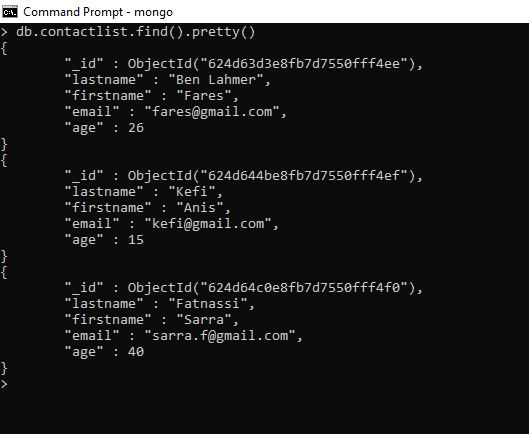 Command Prompt - mongo
> db.contactlist.find().pretty()
{
        "_id" : ObjectId("624d63d3e8fb7d7550fff4ee"),
        "lastname" : "Ben Lahmer",
        "firstname" : "Fares",
        "email" : "fares@gmail.com",
        "age" : 26
}
{
        "_id" : ObjectId("624d644be8fb7d7550fff4ef"),
        "lastname" : "Kefi",
        "firstname" : "Anis",
        "email" : "kefi@gmail.com",
        "age" : 15
}
{
        "_id" : ObjectId("624d64c0e8fb7d7550fff4f0"),
        "lastname" : "Fatnassi",
        "firstname" : "Sarra",
        "email" : "sarra.f@gmail.com",
        "age" : 40
}
>